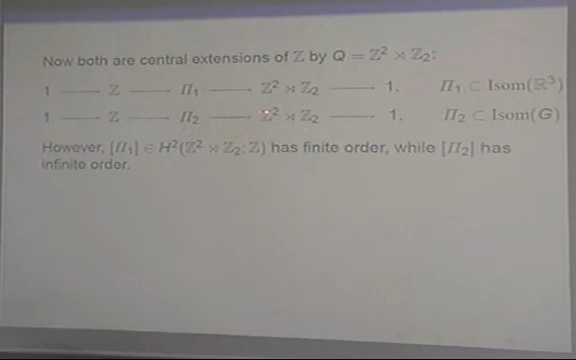 Now both are central extensions of ℤ by Q = ℤ² ⋊ ℤ₂:
1 —— ℤ —— Π₁ —— ℤ² ⋊ ℤ₂ —— 1. Π₁ ⊂ Isom(ℝ³)
1 —— ℤ —— Π₂ —— ℤ² ⋊ ℤ₂ —— 1. Π₂ ⊂ Isom(G)
However, [Π₁] ∈ H²(ℤ² ⋊ ℤ₂; ℤ) has finite order, while [Π₂] has
infinite order.